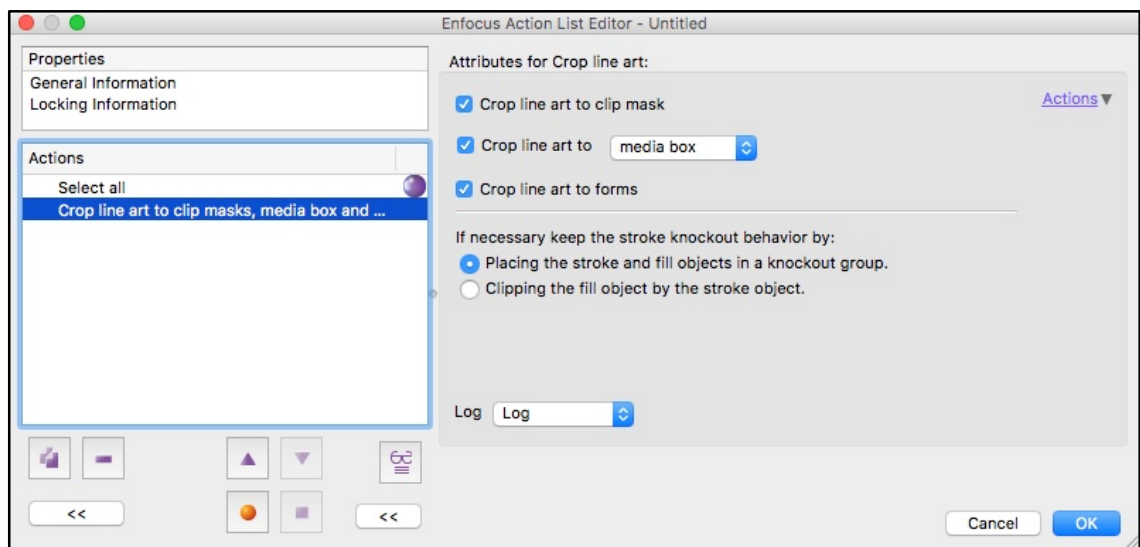 Enfocus Action List Editor - Untitled
Properties
General Information
Locking Information
Actions
Select all
Crop line art to clip masks, media box and ...
<<
<<
Attributes for Crop line art:
Actions▼
Crop line art to clip mask
Crop line art to media box
Crop line art to forms
If necessary keep the stroke knockout behavior by:
Placing the stroke and fill objects in a knockout group.
Clipping the fill object by the stroke object.
Log Log
Cancel OK